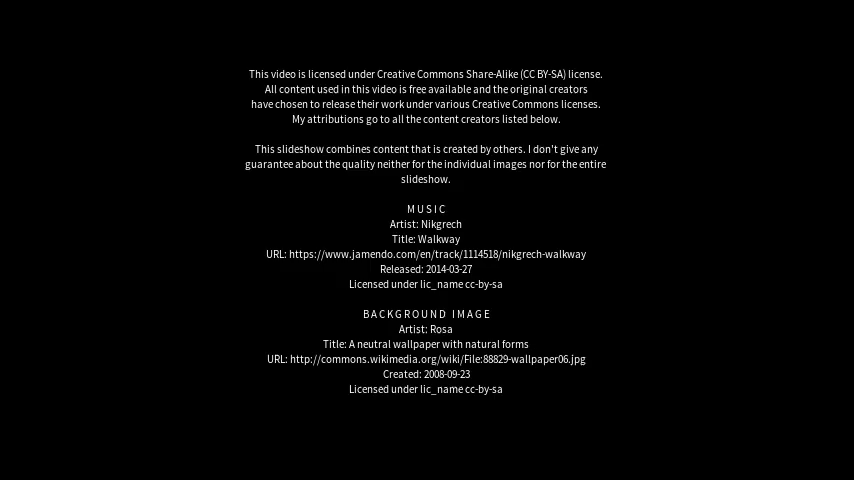 This video is licensed under Creative Commons Share-Alike (CC BY-SA) license.
All content used in this video is free available and the original creators
have chosen to release their work under various Creative Commons licenses.
My attributions go to all the content creators listed below.
This slideshow combines content that is created by others. I don't give any
guarantee about the quality neither for the individual images nor for the entire
slideshow.
MUSIC
Artist: Nikgrech
Title: Walkway
URL: https://www.jamendo.com/en/track/1114518/nikgrech-walkway
Released: 2014-03-27
Licensed under lic_name cc-by-sa
BACKGROUND IMAGE
Artist: Rosa
Title: A neutral wallpaper with natural forms
URL: http://commons.wikimedia.org/wiki/File:88829-wallpaper06.jpg
Created: 2008-09-23
Licensed under lic_name cc-by-sa